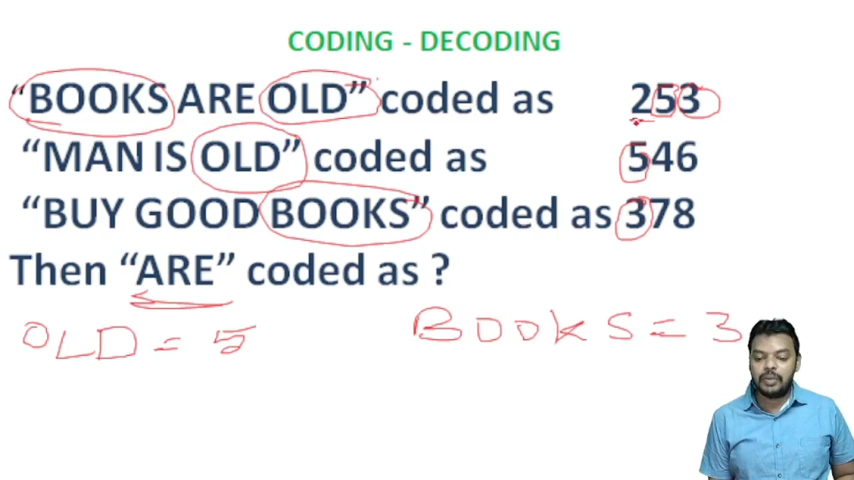 CODING - DECODING
“BOOKS ARE OLD” coded as 253
“MAN IS OLD” coded as 546
“BUY GOOD BOOKS” coded as 378
Then “ARE” coded as ?
OLD = 5 BOOKS = 3